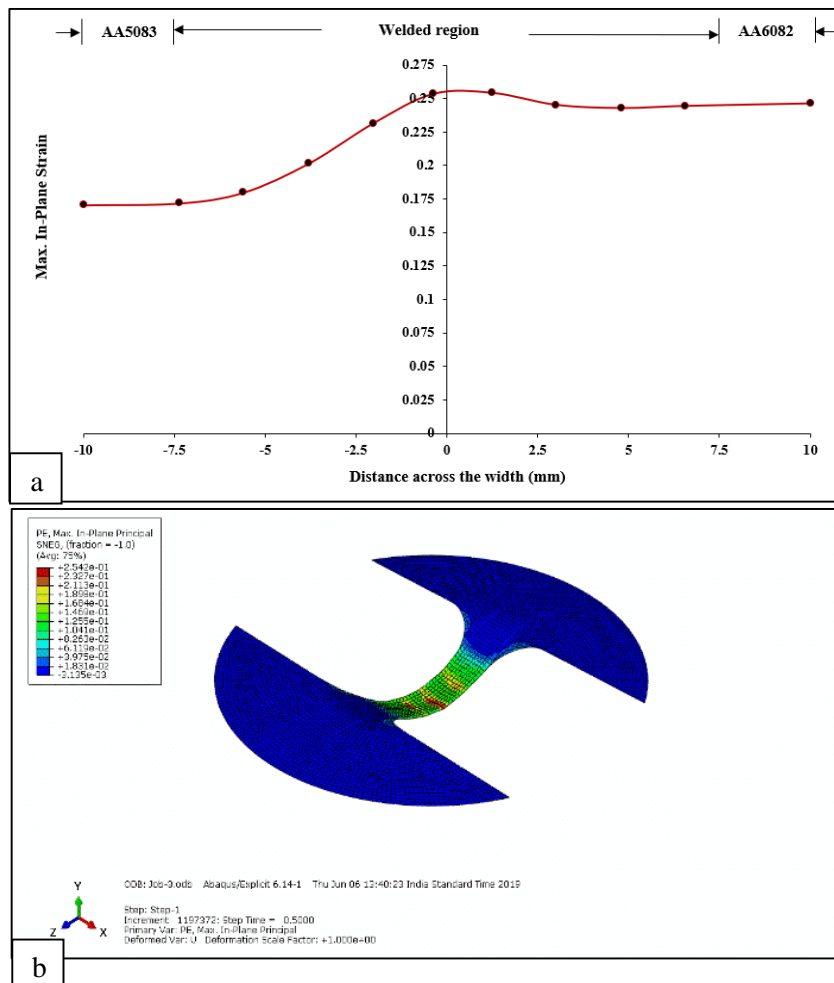 AA5083 Welded region AA6082
0.275
0.25
0.225
0.2
0.175
0.15
0.125
0.1
0.075
0.05
0.025
0
Max. In-Plane Strain
-10 -7.5 -5 -2.5 0 2.5 5 7.5 10
Distance across the width (mm)
a
PE, Max. In-Plane Principal
SNEG, (fraction = -1.0)
(Avg: 75%)
+2.542e-01
+2.327e-01
+2.113e-01
+1.898e-01
+1.684e-01
+1.469e-01
+1.255e-01
+1.041e-01
+8.263e-02
+6.119e-02
+3.975e-02
+1.831e-02
-3.135e-03
ODB: Job-9.odb Abaqus/Explicit 6.14-1 Thu Jun 06 12:40:23 India Standard Time 2019
Y
Z X
Step: Step-1
Increment 1197372: Step Time = 0.5000
Primary Var: PE, Max. In-Plane Principal
Deformed Var: U Deformation Scale Factor: +1.000e+00
b